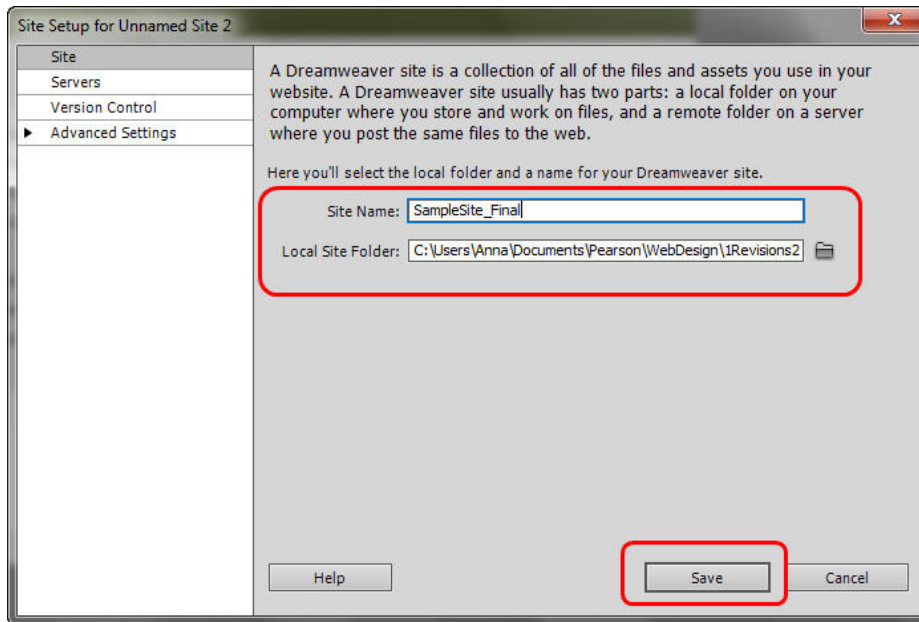 Site Setup for Unnamed Site 2
Site
Servers
Version Control
Advanced Settings
A Dreamweaver site is a collection of all of the files and assets you use in your
website. A Dreamweaver site usually has two parts: a local folder on your
computer where you store and work on files, and a remote folder on a server
where you post the same files to the web.
Here you'll select the local folder and a name for your Dreamweaver site.
Site Name: SampleSite_Final
Local Site Folder: C:\Users\Anna\Documents\Pearson\WebDesign\1Revisions2
Help Save Cancel